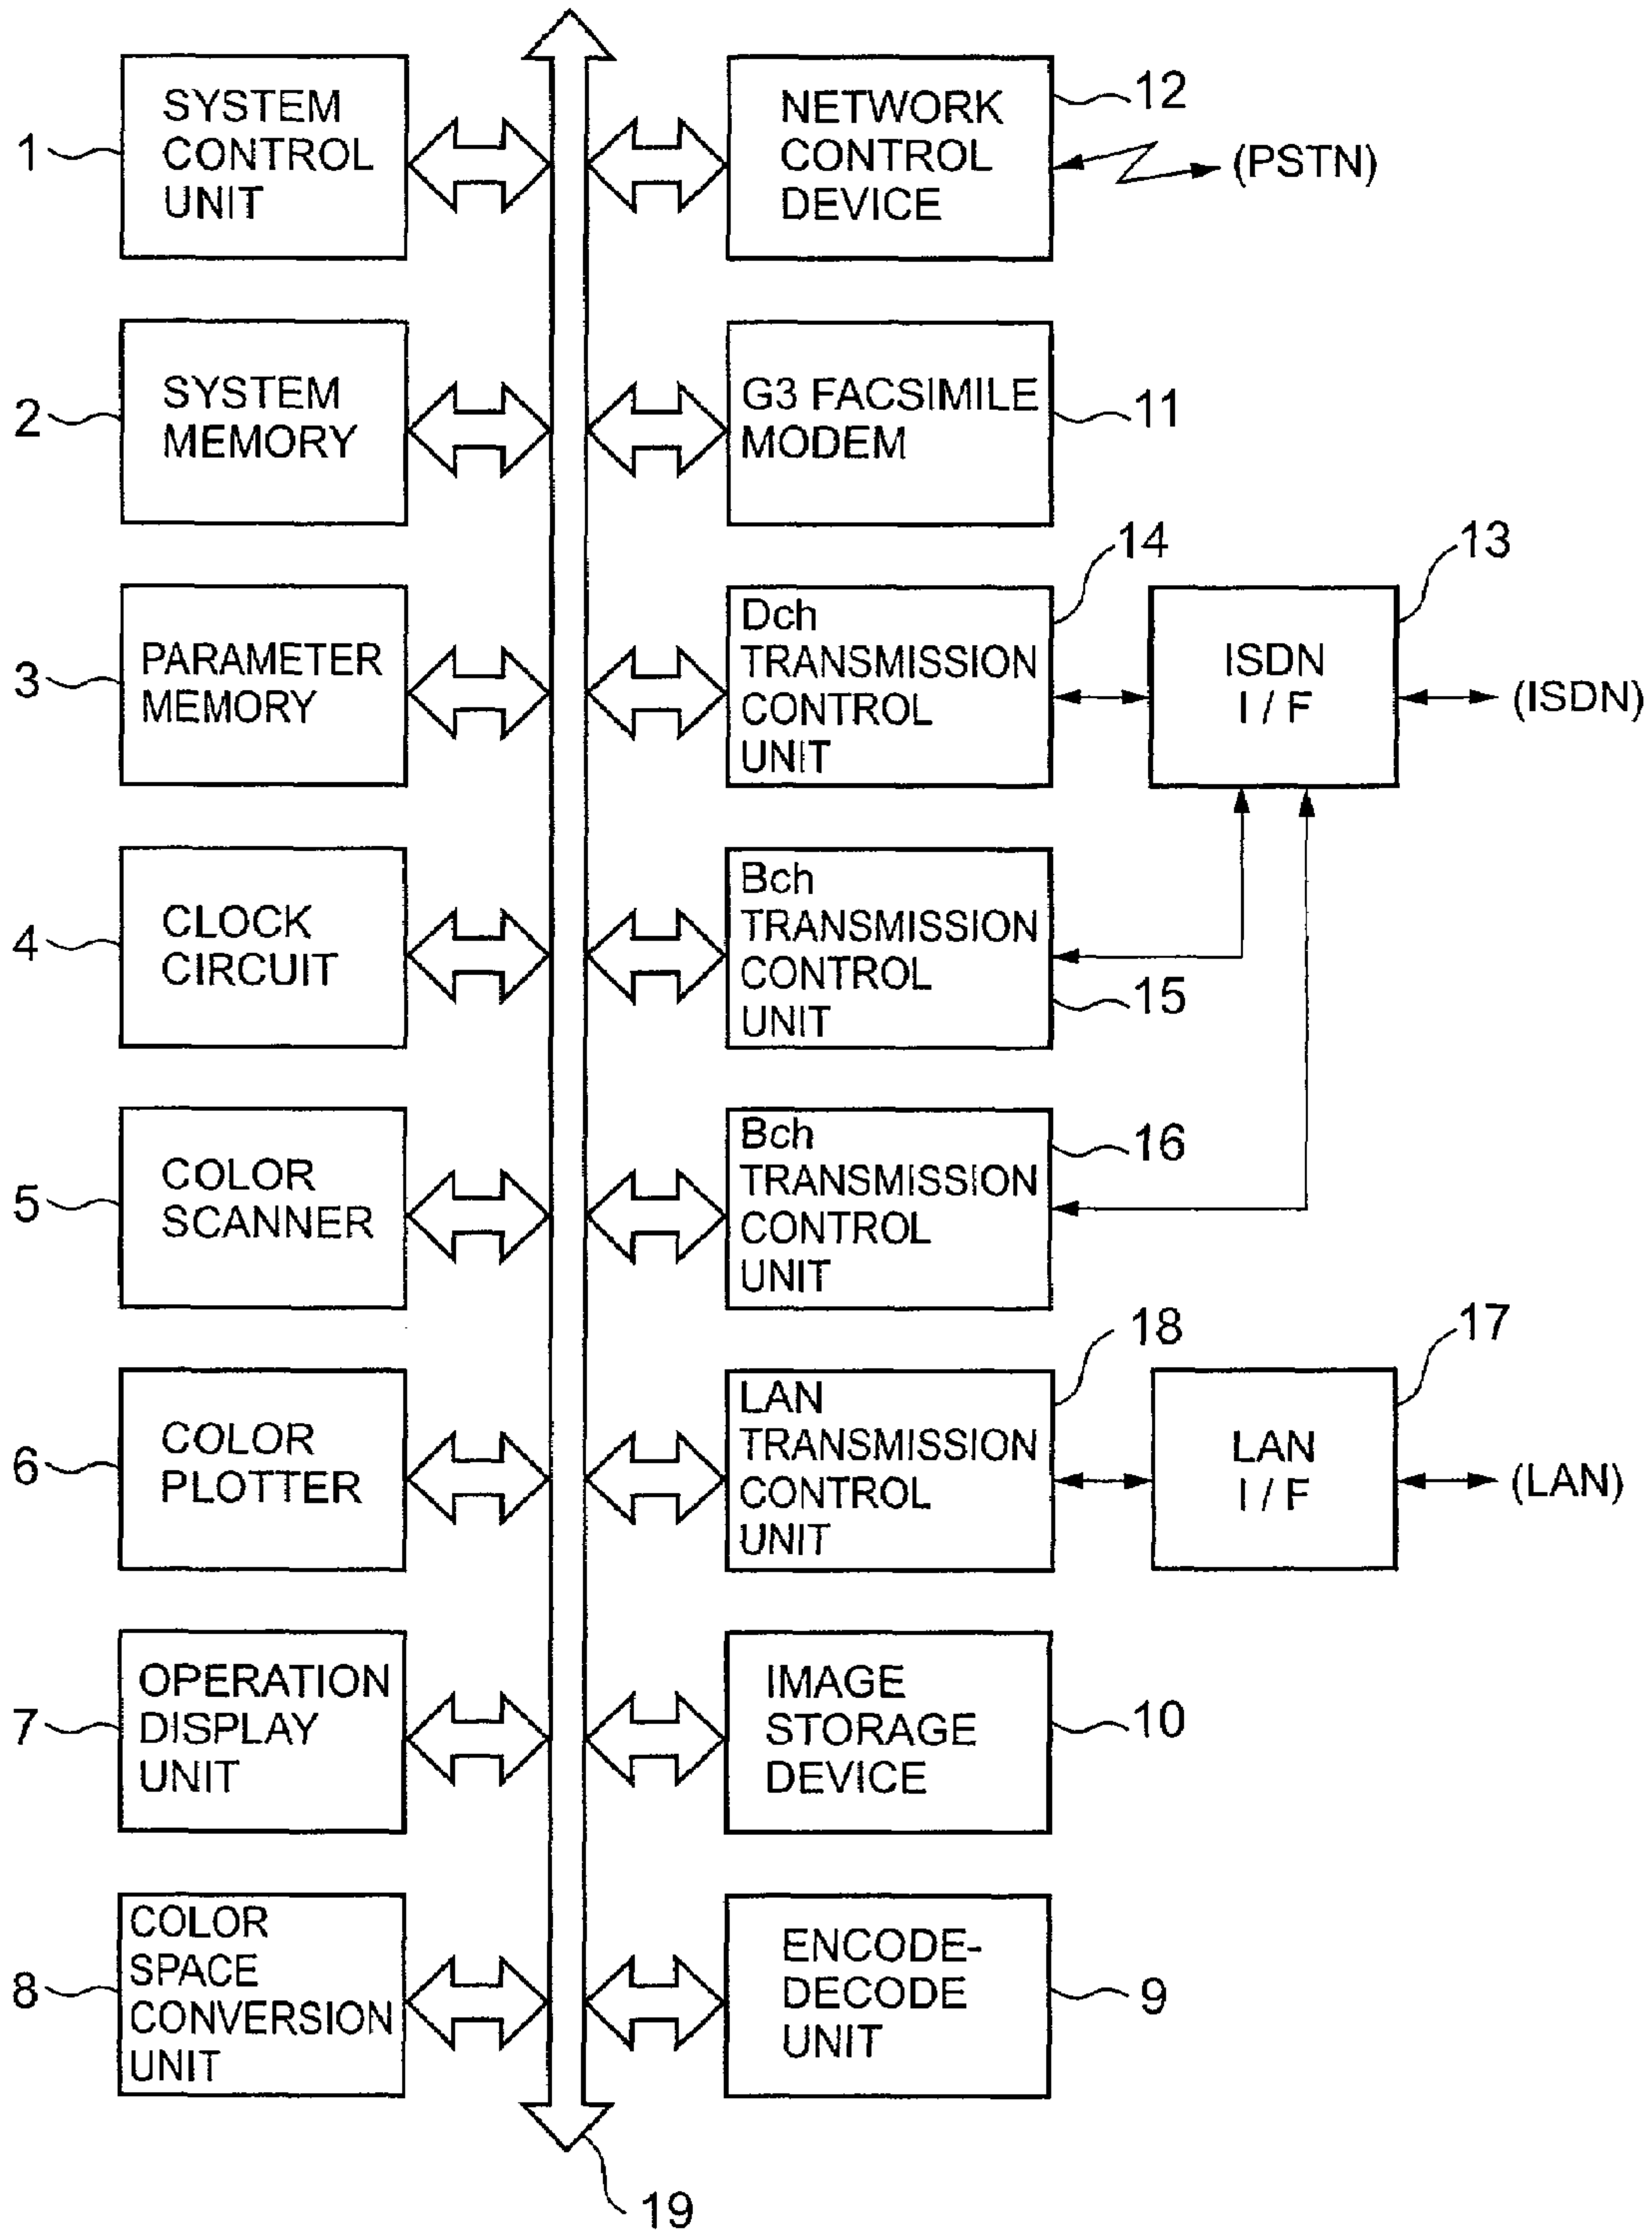 1
SYSTEM
CONTROL
UNIT
NETWORK
CONTROL
DEVICE
12
(PSTN)
2
SYSTEM
MEMORY
G3 FACSIMILE
MODEM
11
3
PARAMETER
MEMORY
Dch
TRANSMISSION
CONTROL
UNIT
14
ISDN
I / F
13
(ISDN)
4
CLOCK
CIRCUIT
Bch
TRANSMISSION
CONTROL
UNIT
15
5
COLOR
SCANNER
Bch
TRANSMISSION
CONTROL
UNIT
16
6
COLOR
PLOTTER
LAN
TRANSMISSION
CONTROL
UNIT
18
LAN
I / F
17
(LAN)
7
OPERATION
DISPLAY
UNIT
IMAGE
STORAGE
DEVICE
10
8
COLOR
SPACE
CONVERSION
UNIT
ENCODE-
DECODE
UNIT
9
19